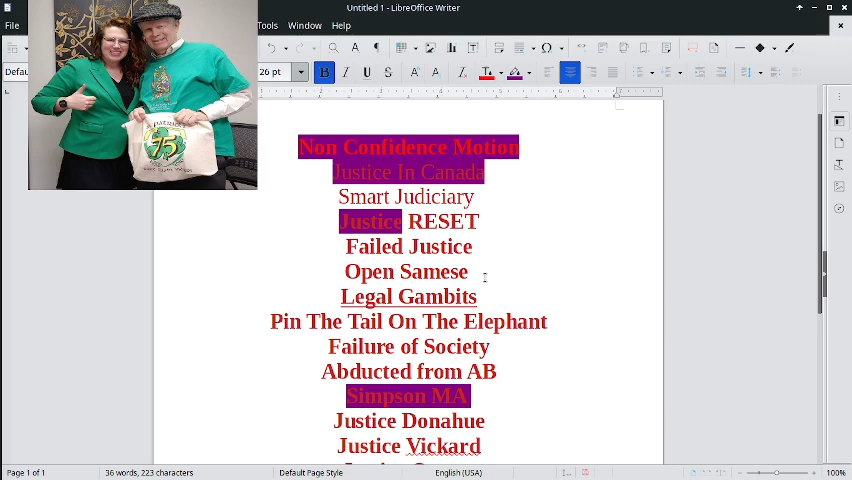 Untitled 1 - LibreOffice Writer
File
Tools Window Help
26 pt
Non Confidence Motion
Justice In Canada
Smart Judiciary
Justice RESET
Failed Justice
Open Samese
Legal Gambits
Pin The Tail On The Elephant
Failure of Society
Abducted from AB
Simpson MA
Justice Donahue
Justice Vickard
75
Page 1 of 1
36 words, 223 characters
Default Page Style
English (USA)
100%